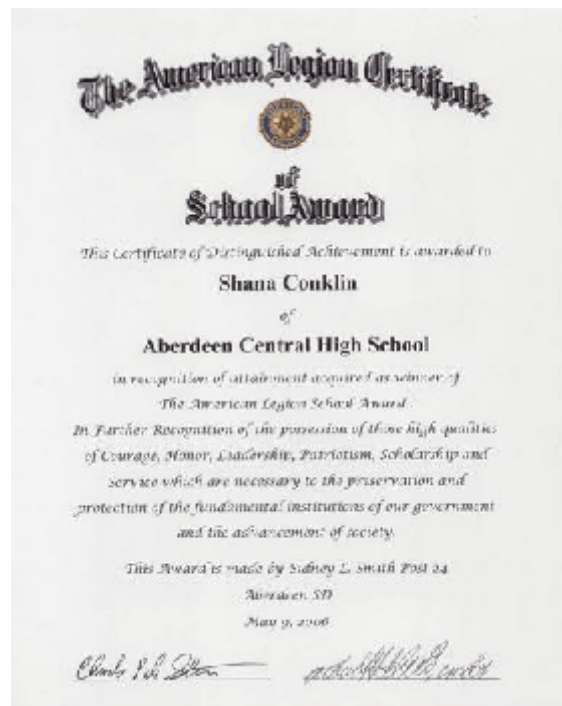 The American Legion Certificate
of
School Award
This Certificate of Distinguished Achievement is awarded to
Shana Conklin
of
Aberdeen Central High School
in recognition of attainment acquired as winner of
The American Legion School Award
In Further Recognition of the possession of those high qualities
of Courage, Honor, Leadership, Patriotism, Scholarship and
Service which are necessary to the preservation and
protection of the fundamental institutions of our government
and the advancement of society.
This Award is made by Sidney L. Smith Post 24
Aberdeen SD
May 9, 2006